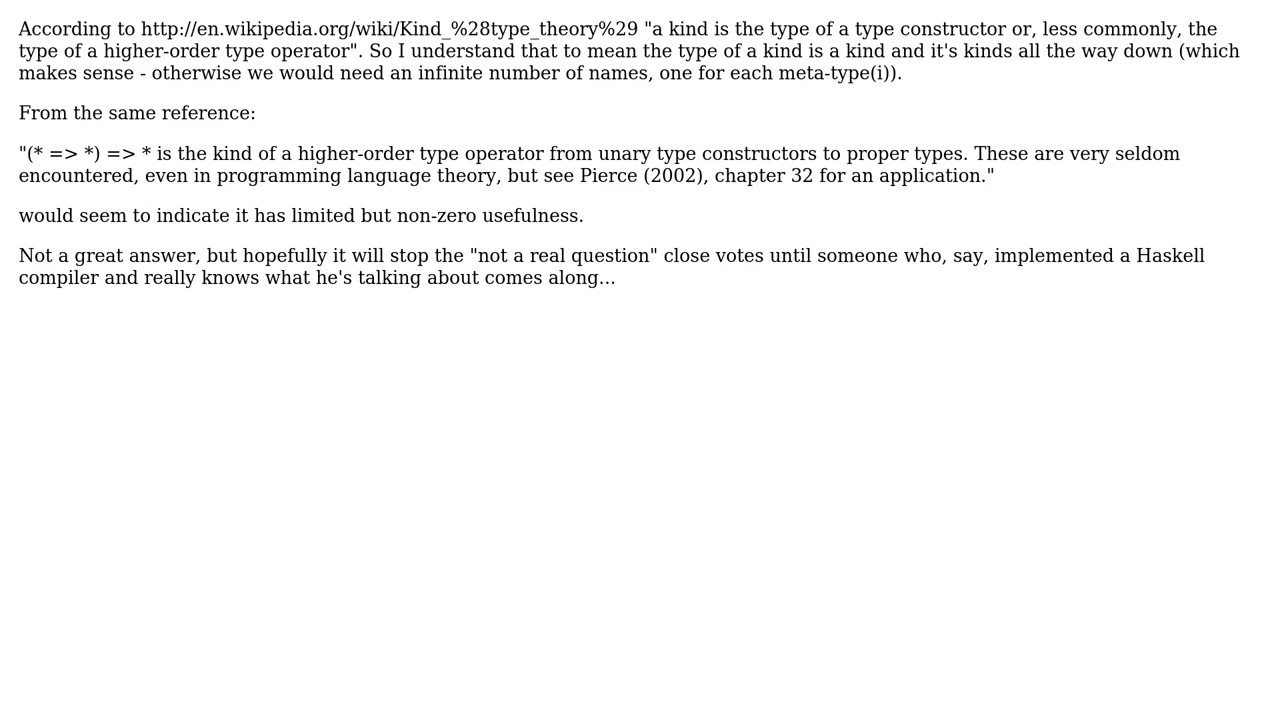 According to http://en.wikipedia.org/wiki/Kind_%28type_theory%29 "a kind is the type of a type constructor or, less commonly, the
type of a higher-order type operator". So I understand that to mean the type of a kind is a kind and it's kinds all the way down (which
makes sense - otherwise we would need an infinite number of names, one for each meta-type(i)).
From the same reference:
"(* => *) => * is the kind of a higher-order type operator from unary type constructors to proper types. These are very seldom
encountered, even in programming language theory, but see Pierce (2002), chapter 32 for an application."
would seem to indicate it has limited but non-zero usefulness.
Not a great answer, but hopefully it will stop the "not a real question" close votes until someone who, say, implemented a Haskell
compiler and really knows what he's talking about comes along...